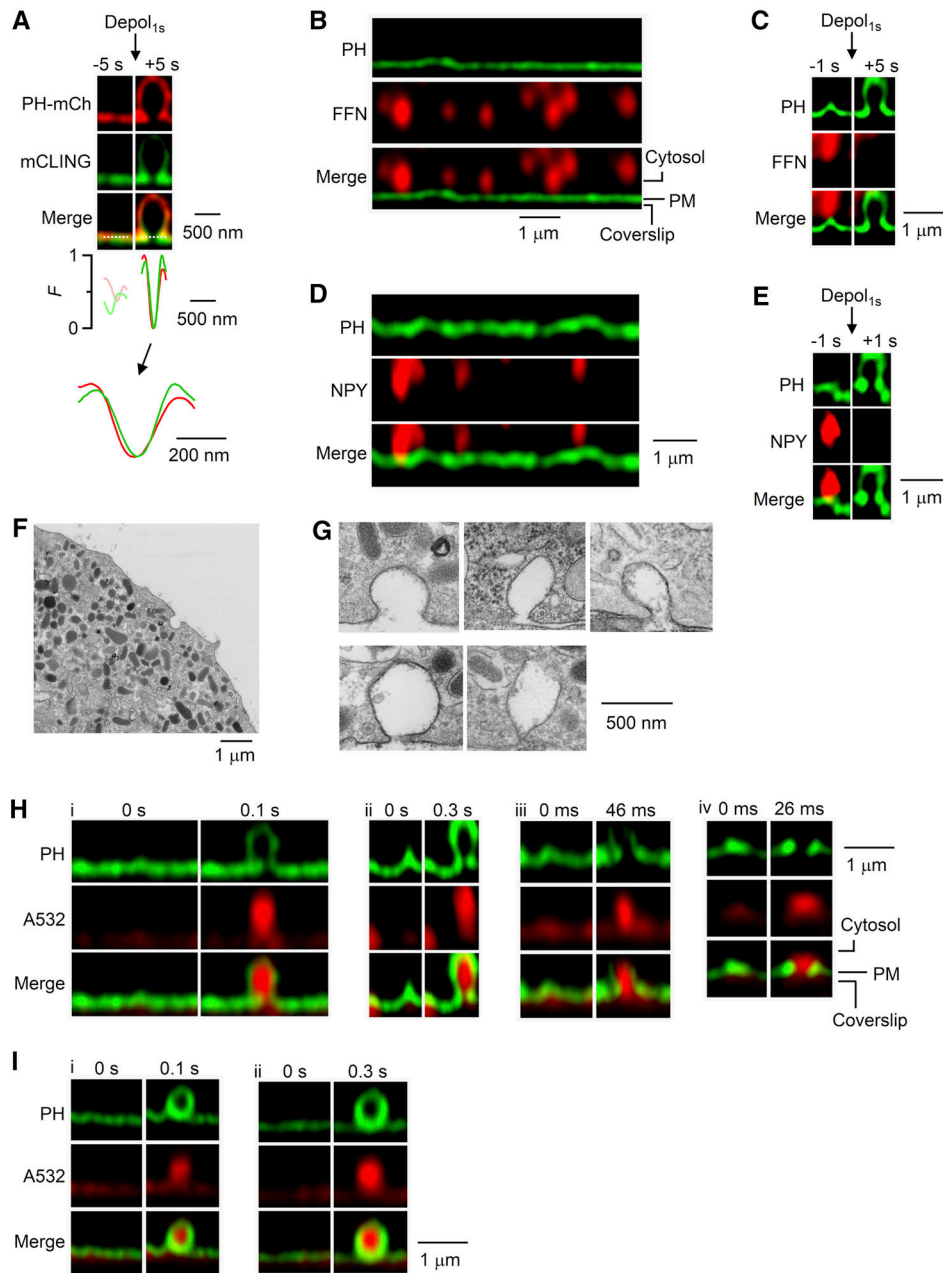 A
Depol1s
-5 s +5 s
PH-mCh
mCLING
Merge
500 nm
1
F
0
500 nm
200 nm
B
PH
FFN
Merge
Cytosol
PM
Coverslip
1 μm
C
Depol1s
-1 s +5 s
PH
FFN
Merge
1 μm
D
PH
NPY
Merge
1 μm
E
Depol1s
-1 s +1 s
PH
NPY
Merge
1 μm
F
1 μm
G
500 nm
H
i 0 s 0.1 s
ii 0 s 0.3 s
iii 0 ms 46 ms
iv 0 ms 26 ms
PH
A532
Merge
1 μm
Cytosol
PM
Coverslip
I
i 0 s 0.1 s
ii 0 s 0.3 s
PH
A532
Merge
1 μm